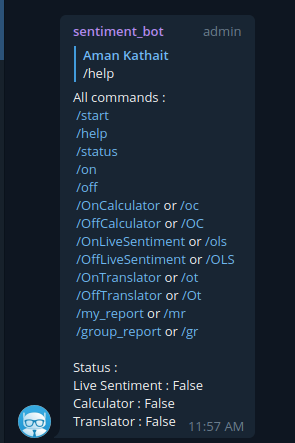 sentiment_bot admin
Aman Kathait
/help
All commands :
/start
/help
/status
/on
/off
/OnCalculator or /oc
/OffCalculator or /OC
/OnLiveSentiment or /ols
/OffLiveSentiment or /OLS
/OnTranslator or /ot
/OffTranslator or /Ot
/my_report or /mr
/group_report or /gr
Status :
Live Sentiment : False
Calculator : False
Translator : False 11:57 AM